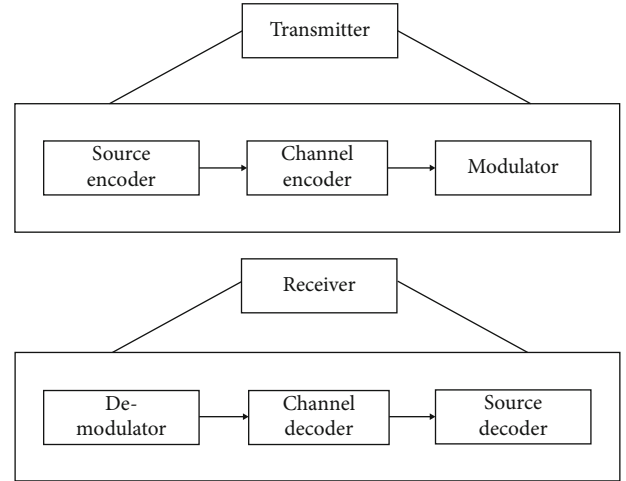 Transmitter
Source
encoder
Channel
encoder
Modulator
Receiver
De-
modulator
Channel
decoder
Source
decoder